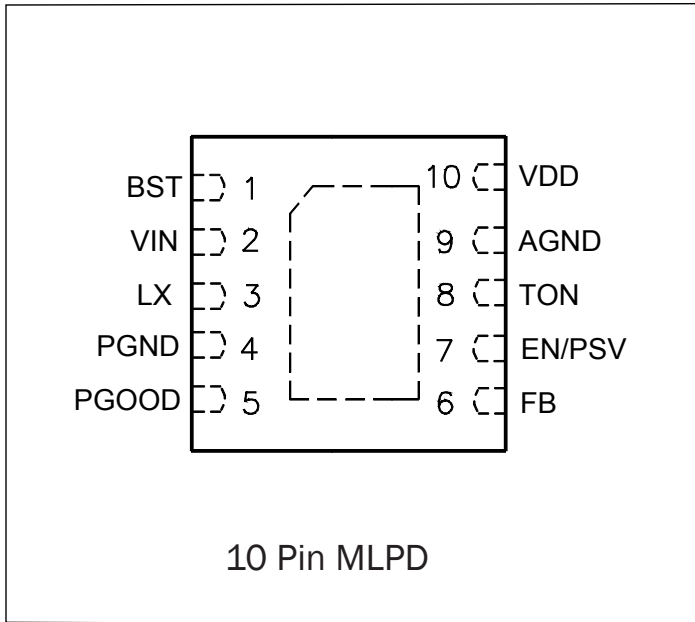 BST 1 10 VDD
VIN 2 9 AGND
LX 3 8 TON
PGND 4 7 EN/PSV
PGOOD 5 6 FB
10 Pin MLPD